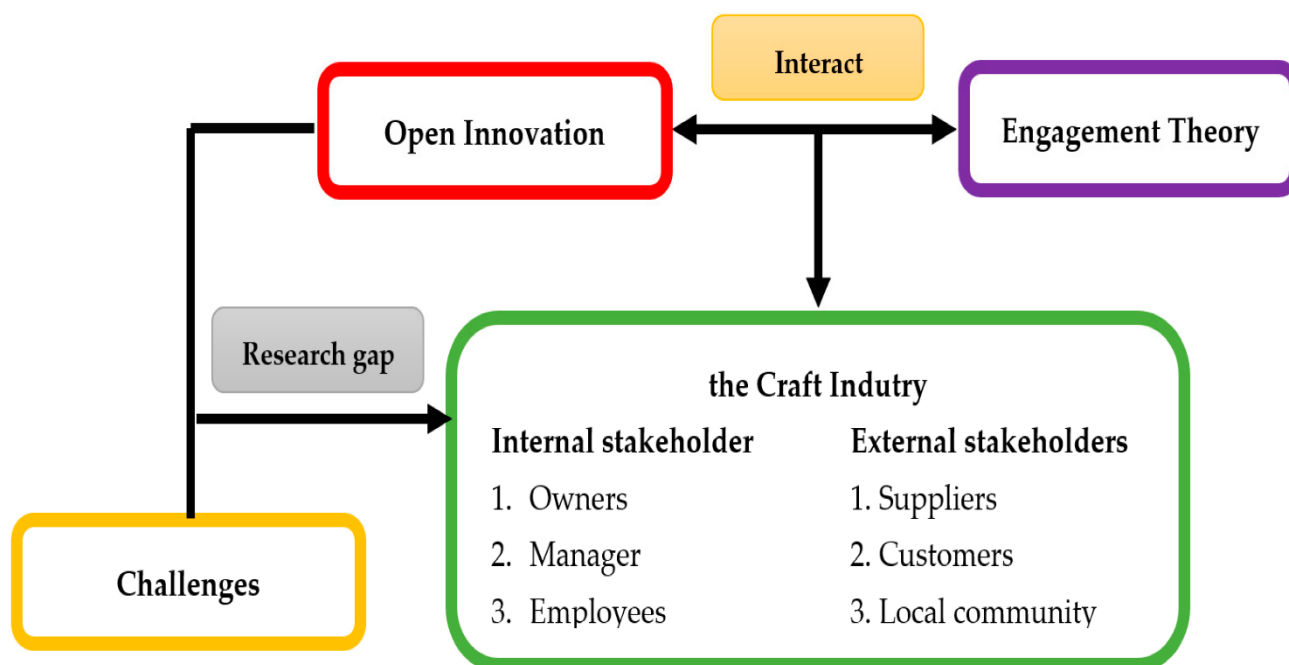 Interact
Open Innovation
Engagement Theory
Research gap
the Craft Indutry
Internal stakeholder
1. Owners
2. Manager
3. Employees
External stakeholders
1. Suppliers
2. Customers
3. Local community
Challenges